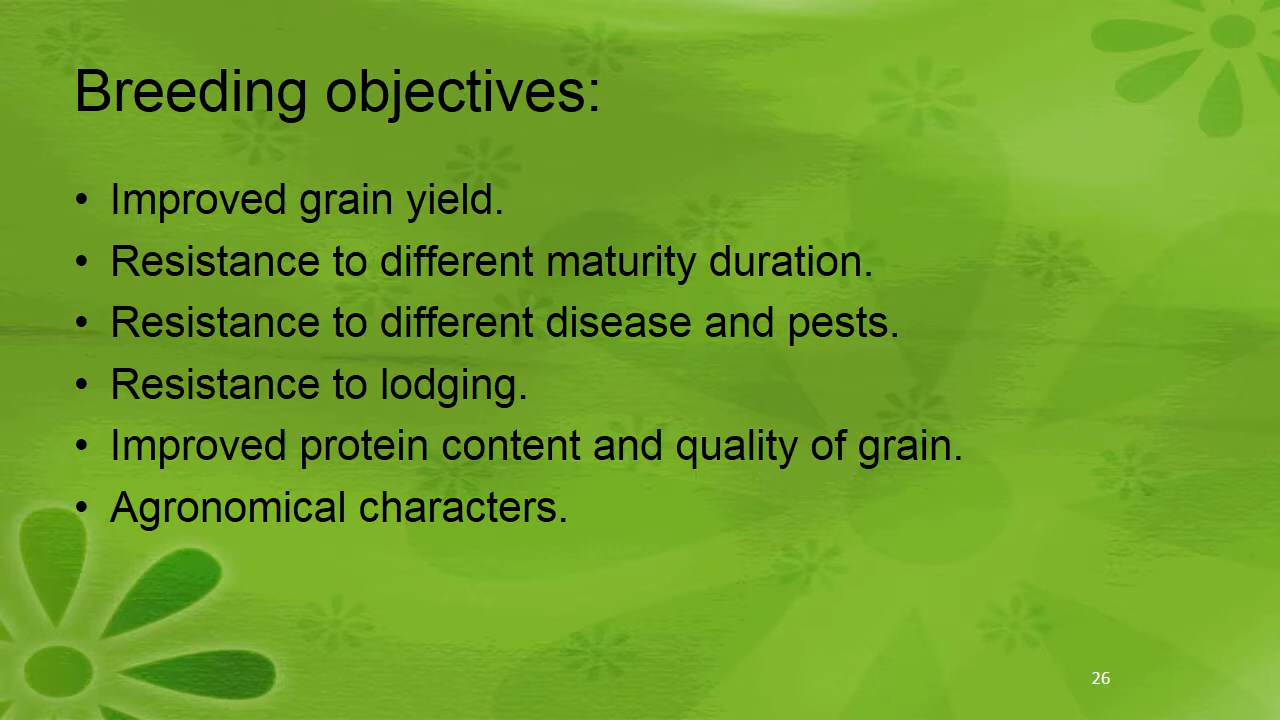 Breeding objectives:
• Improved grain yield.
• Resistance to different maturity duration.
• Resistance to different disease and pests.
• Resistance to lodging.
• Improved protein content and quality of grain.
• Agronomical characters.
26